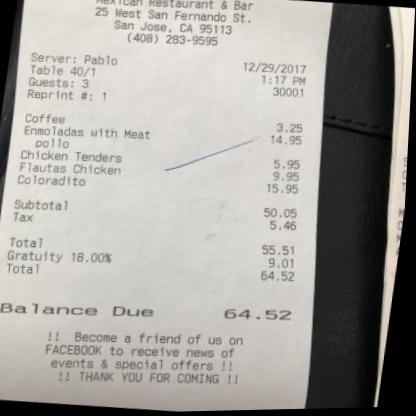 Mexican Restaurant & Bar
25 West San Fernando St.
San Jose, CA 95113
(408) 283-9595
Server: Pablo 12/29/2017
Table 40/1 1:17 PM
Guests: 3 30001
Reprint #: 1
Coffee 3.25
Enmoladas with Meat 14.95
pollo
Chicken Tenders 5.95
Flautas Chicken 9.95
Coloradito 15.95
Subtotal 50.05
Tax 5.46
Total 55.51
Gratuity 18.00% 9.01
Total 64.52
Balance Due 64.52
!! Become a friend of us on
FACEBOOK to receive news of
events & special offers !!
!! THANK YOU FOR COMING !!